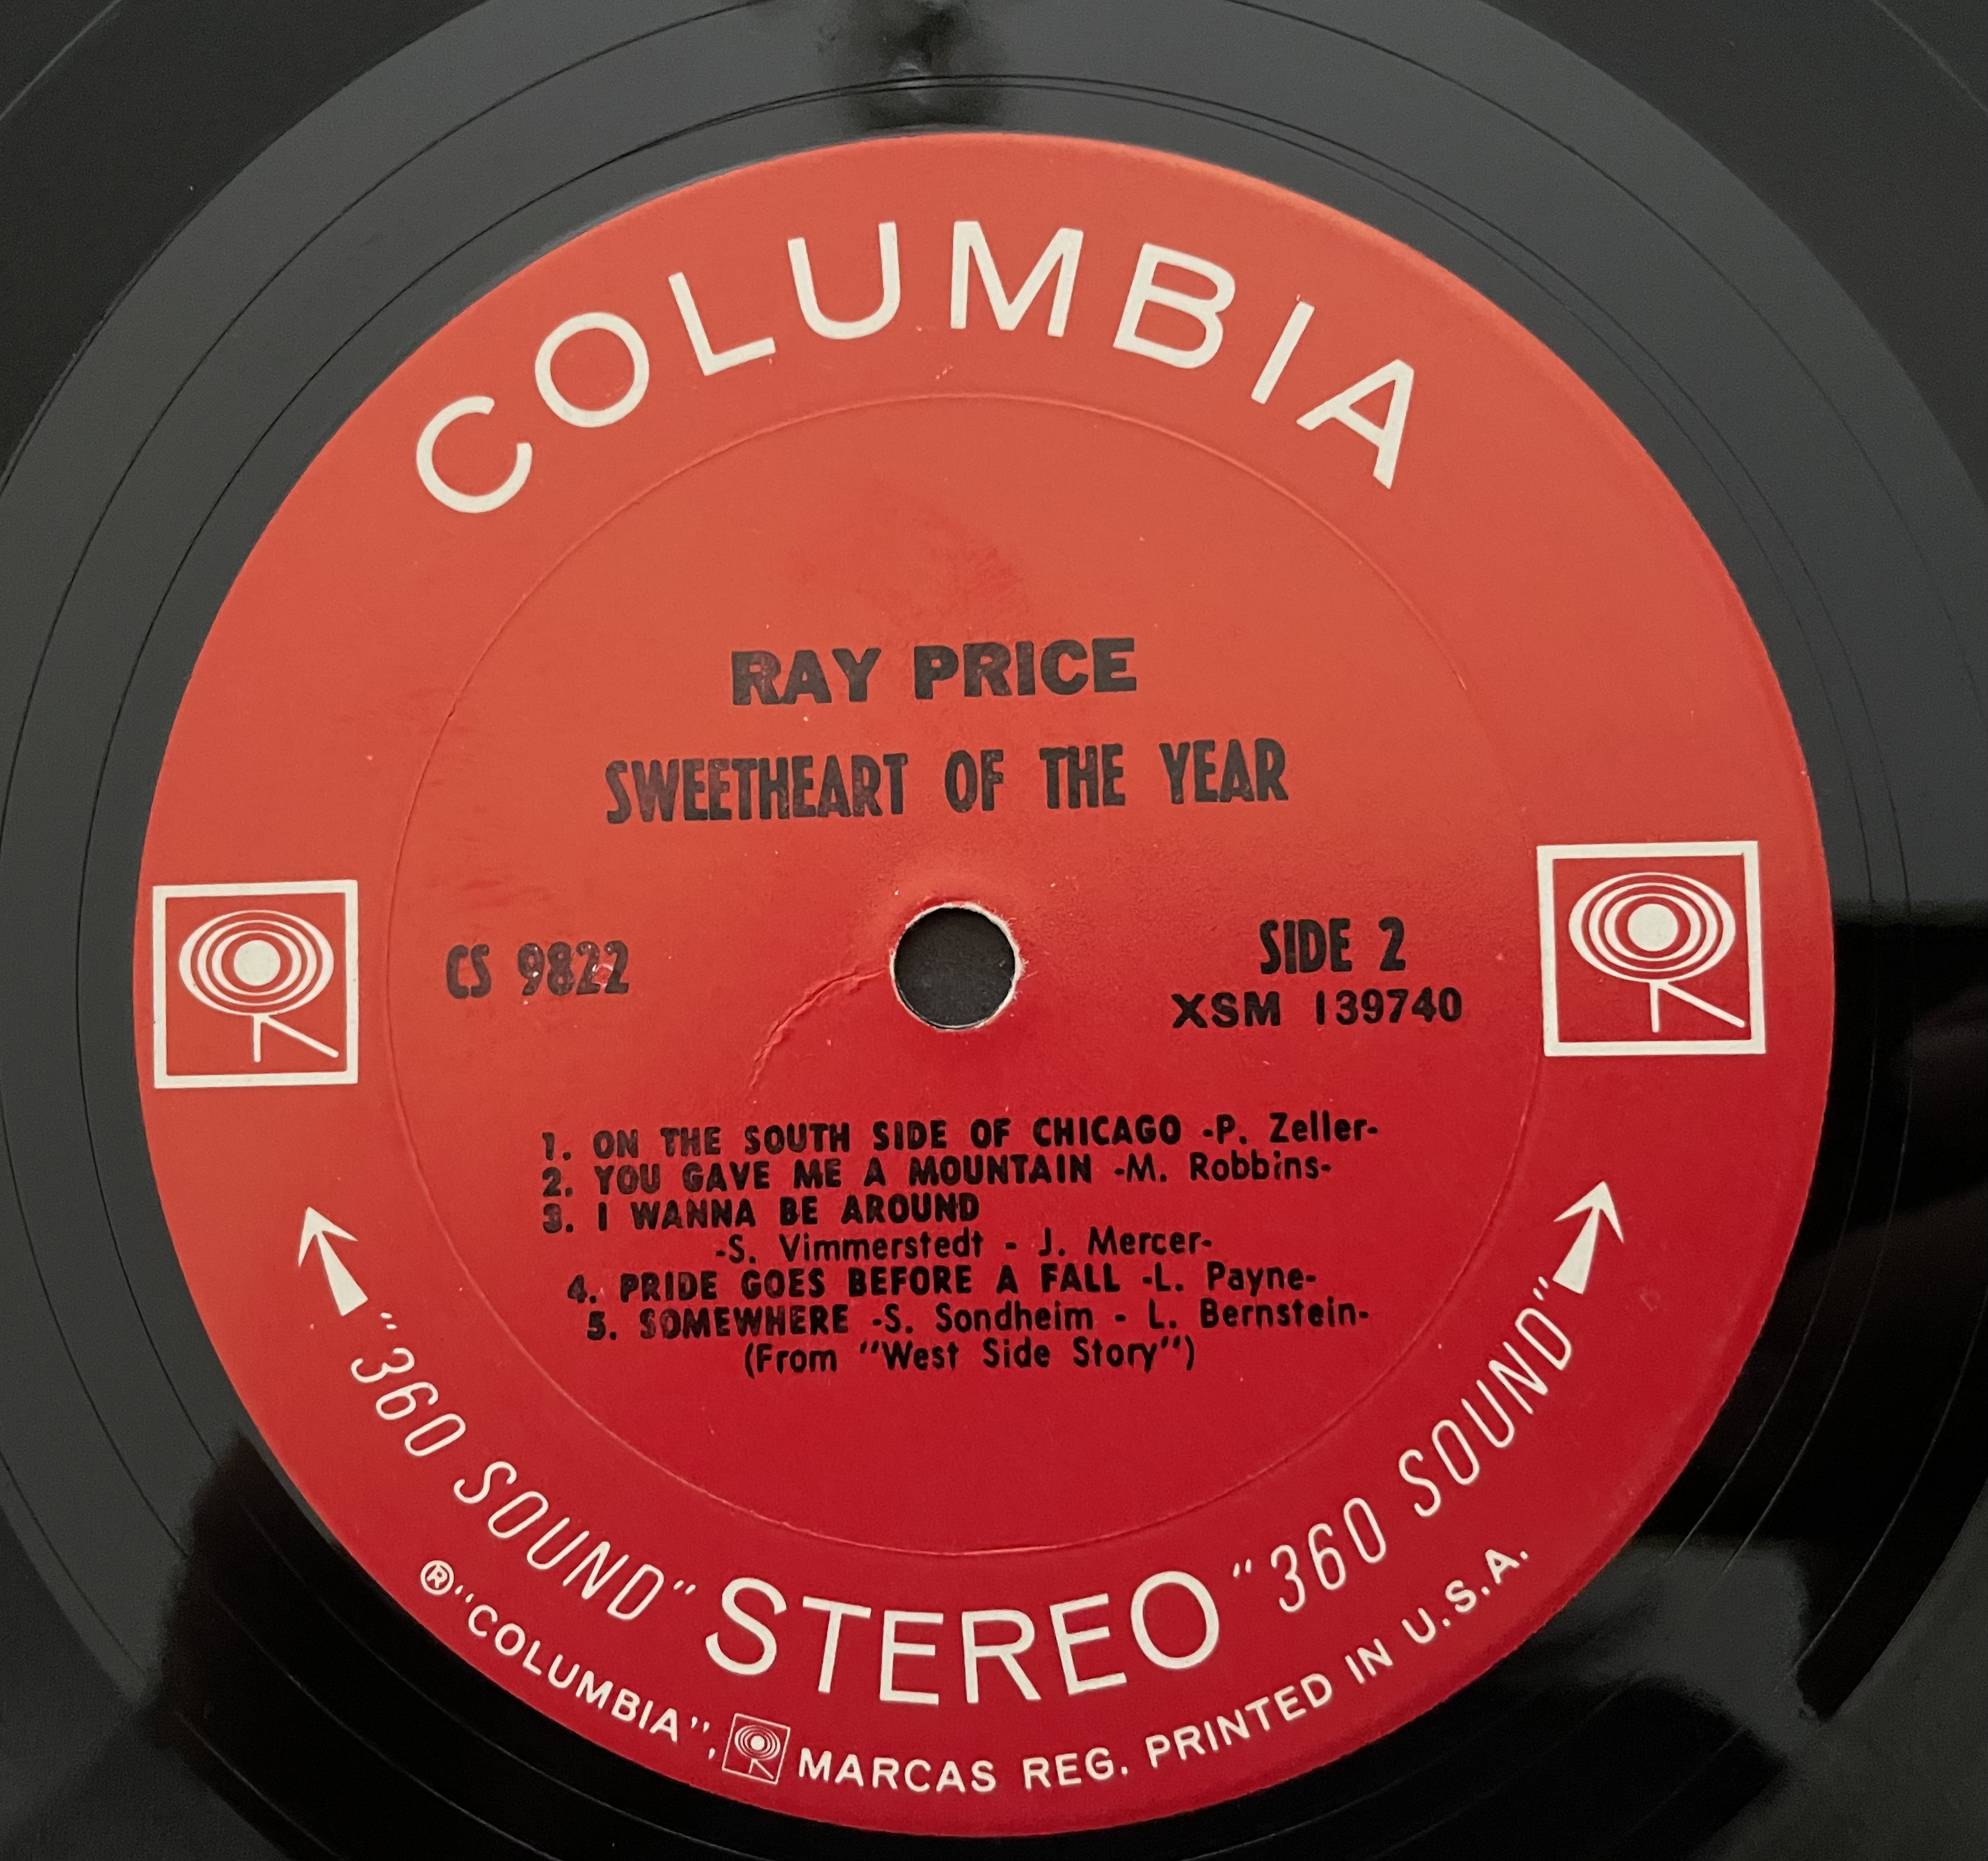 COLUMBIA
RAY PRICE
SWEETHEART OF THE YEAR
CS 9822
SIDE 2
XSM 139740
1. ON THE SOUTH SIDE OF CHICAGO -P. Zeller-
2. YOU GAVE ME A MOUNTAIN -M. Robbins-
3. I WANNA BE AROUND
-S. Vimmerstedt - J. Mercer-
4. PRIDE GOES BEFORE A FALL -L. Payne-
5. SOMEWHERE -S. Sondheim - L. Bernstein-
(From "West Side Story")
"360 SOUND" STEREO "360 SOUND"
® "COLUMBIA", MARCAS REG. PRINTED IN U.S.A.